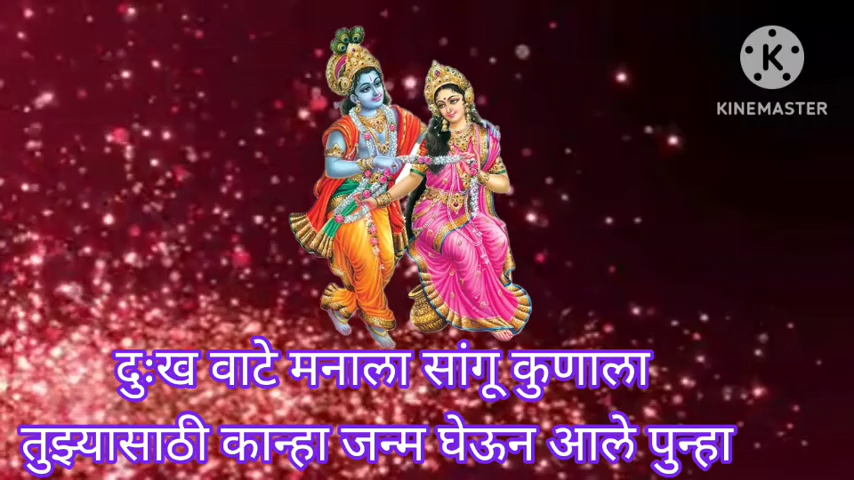 KINEMASTER
दुःख वाटे मनाला सांगू कुणाला
तुझ्यासाठी कान्हा जन्म घेऊन आले पुन्हा